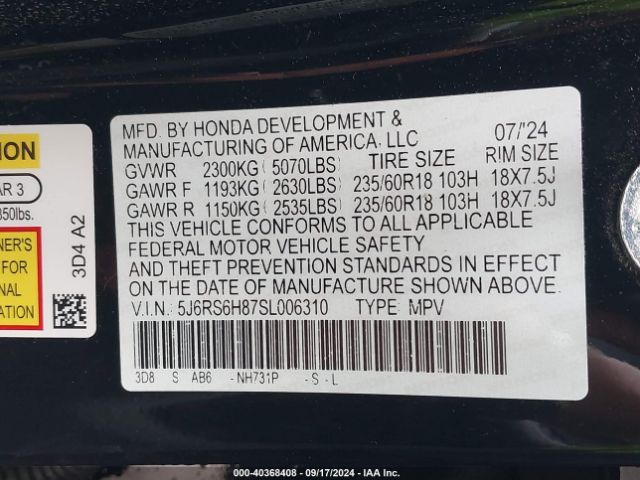 ION
AR 3
850lbs.
NER'S
FOR
NAL
ATION
3D4 A2
MFD. BY HONDA DEVELOPMENT &
MANUFACTURING OF AMERICA. LLC 07/'24
GVWR 2300KG( 5070LBS) TIRE SIZE RIM SIZE
GAWR F 1193KG( 2630LBS) 235/60R18 103H 18X7.5J
GAWR R 1150KG( 2535LBS) 235/60R18 103H 18X7.5J
THIS VEHICLE CONFORMS TO ALL APPLICABLE
FEDERAL MOTOR VEHICLE SAFETY
AND THEFT PREVENTION STANDARDS IN EFFECT
ON THE DATE OF MANUFACTURE SHOWN ABOVE.
V.I.N.: 5J6RS6H87SL006310 TYPE: MPV
3D8 S AB6 -NH731P -S-L
000-40368408 - 09/17/2024 - IAA Inc.